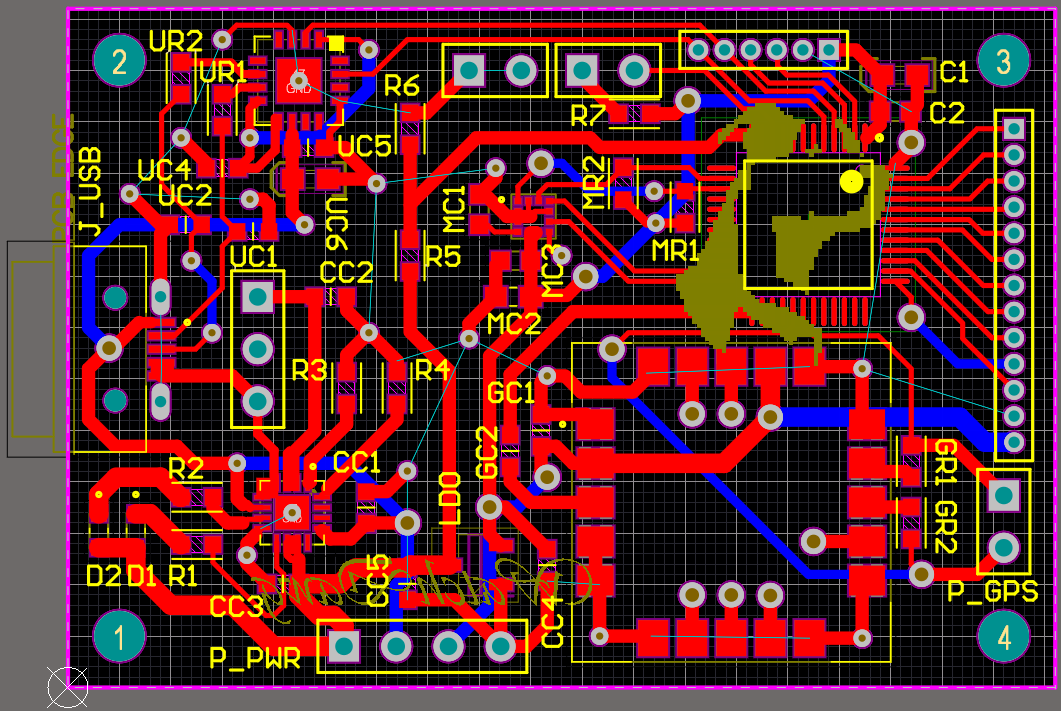 UR2
2
UR1
GND
R6
R7
C1
C2
3
UC5
UC4
UC2
J_USB
UC6
MC1
MR2
MR1
UC1
R5
CC2
MC3
MC2
R3
R4
GC1
GC2
R2
CC1
LDO
GR1
GR2
D2
D1
R1
CC3
CC5
CC4
P_GPS
1
P_PWR
4